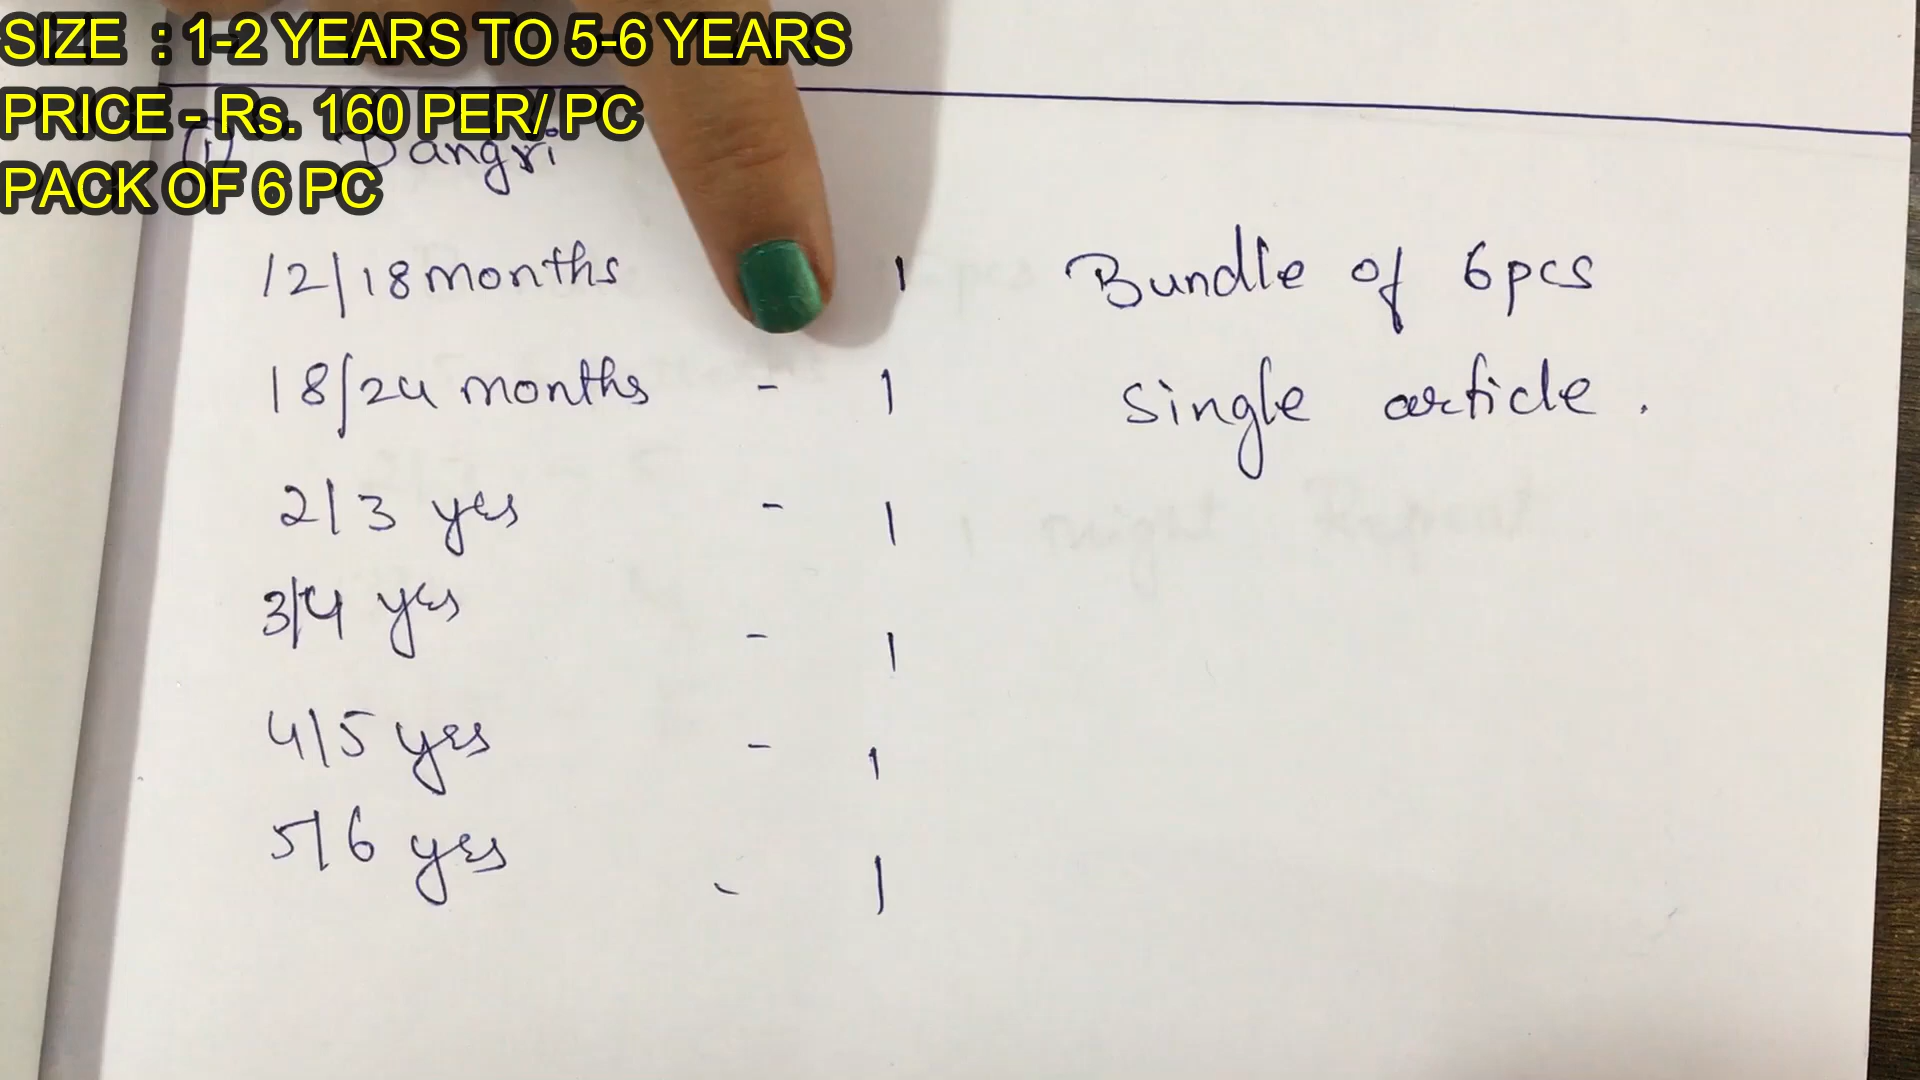 SIZE : 1-2 YEARS TO 5-6 YEARS
PRICE - Rs. 160 PER/ PC
PACK OF 6 PC
(1) Dangri
12/18 months 1
18/24 months - 1
2/3 yrs - 1
3/4 yrs - 1
4/5 yrs - 1
5/6 yrs - 1
Bundle of 6pcs
single article.